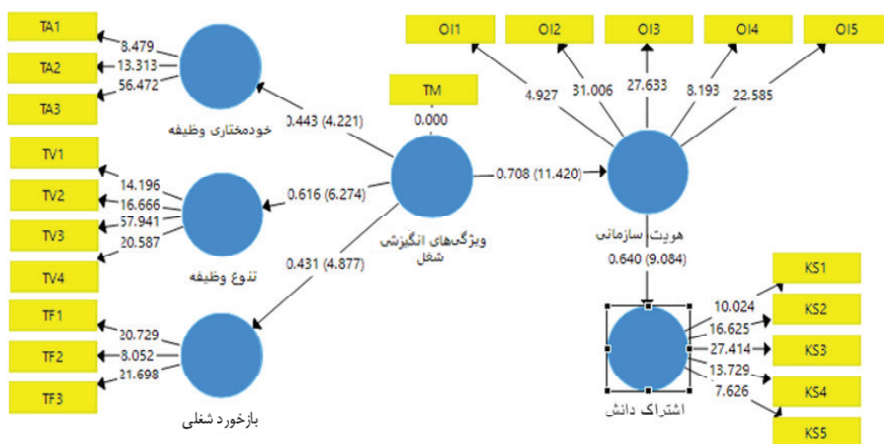 TA1
TA2
TA3
8.479
13.313
56.472
خودمختاری وظیفه
TV1
TV2
TV3
TV4
14.196
16.666
57.941
20.587
تنوع وظیفه
TF1
TF2
TF3
20.729
8.052
21.698
بازخورد شغلی
0.443 (4.221)
0.616 (6.274)
0.431 (4.877)
TM
0.000
ویژگی‌های انگیزشی
شغل
0.708 (11.420)
OI1
OI2
OI3
OI4
OI5
4.927
31.006
27.633
8.193
22.585
هویت سازمانی
0.640 (9.084)
KS1
KS2
KS3
KS4
KS5
10.024
16.625
27.414
13.729
7.626
اشتراک دانش